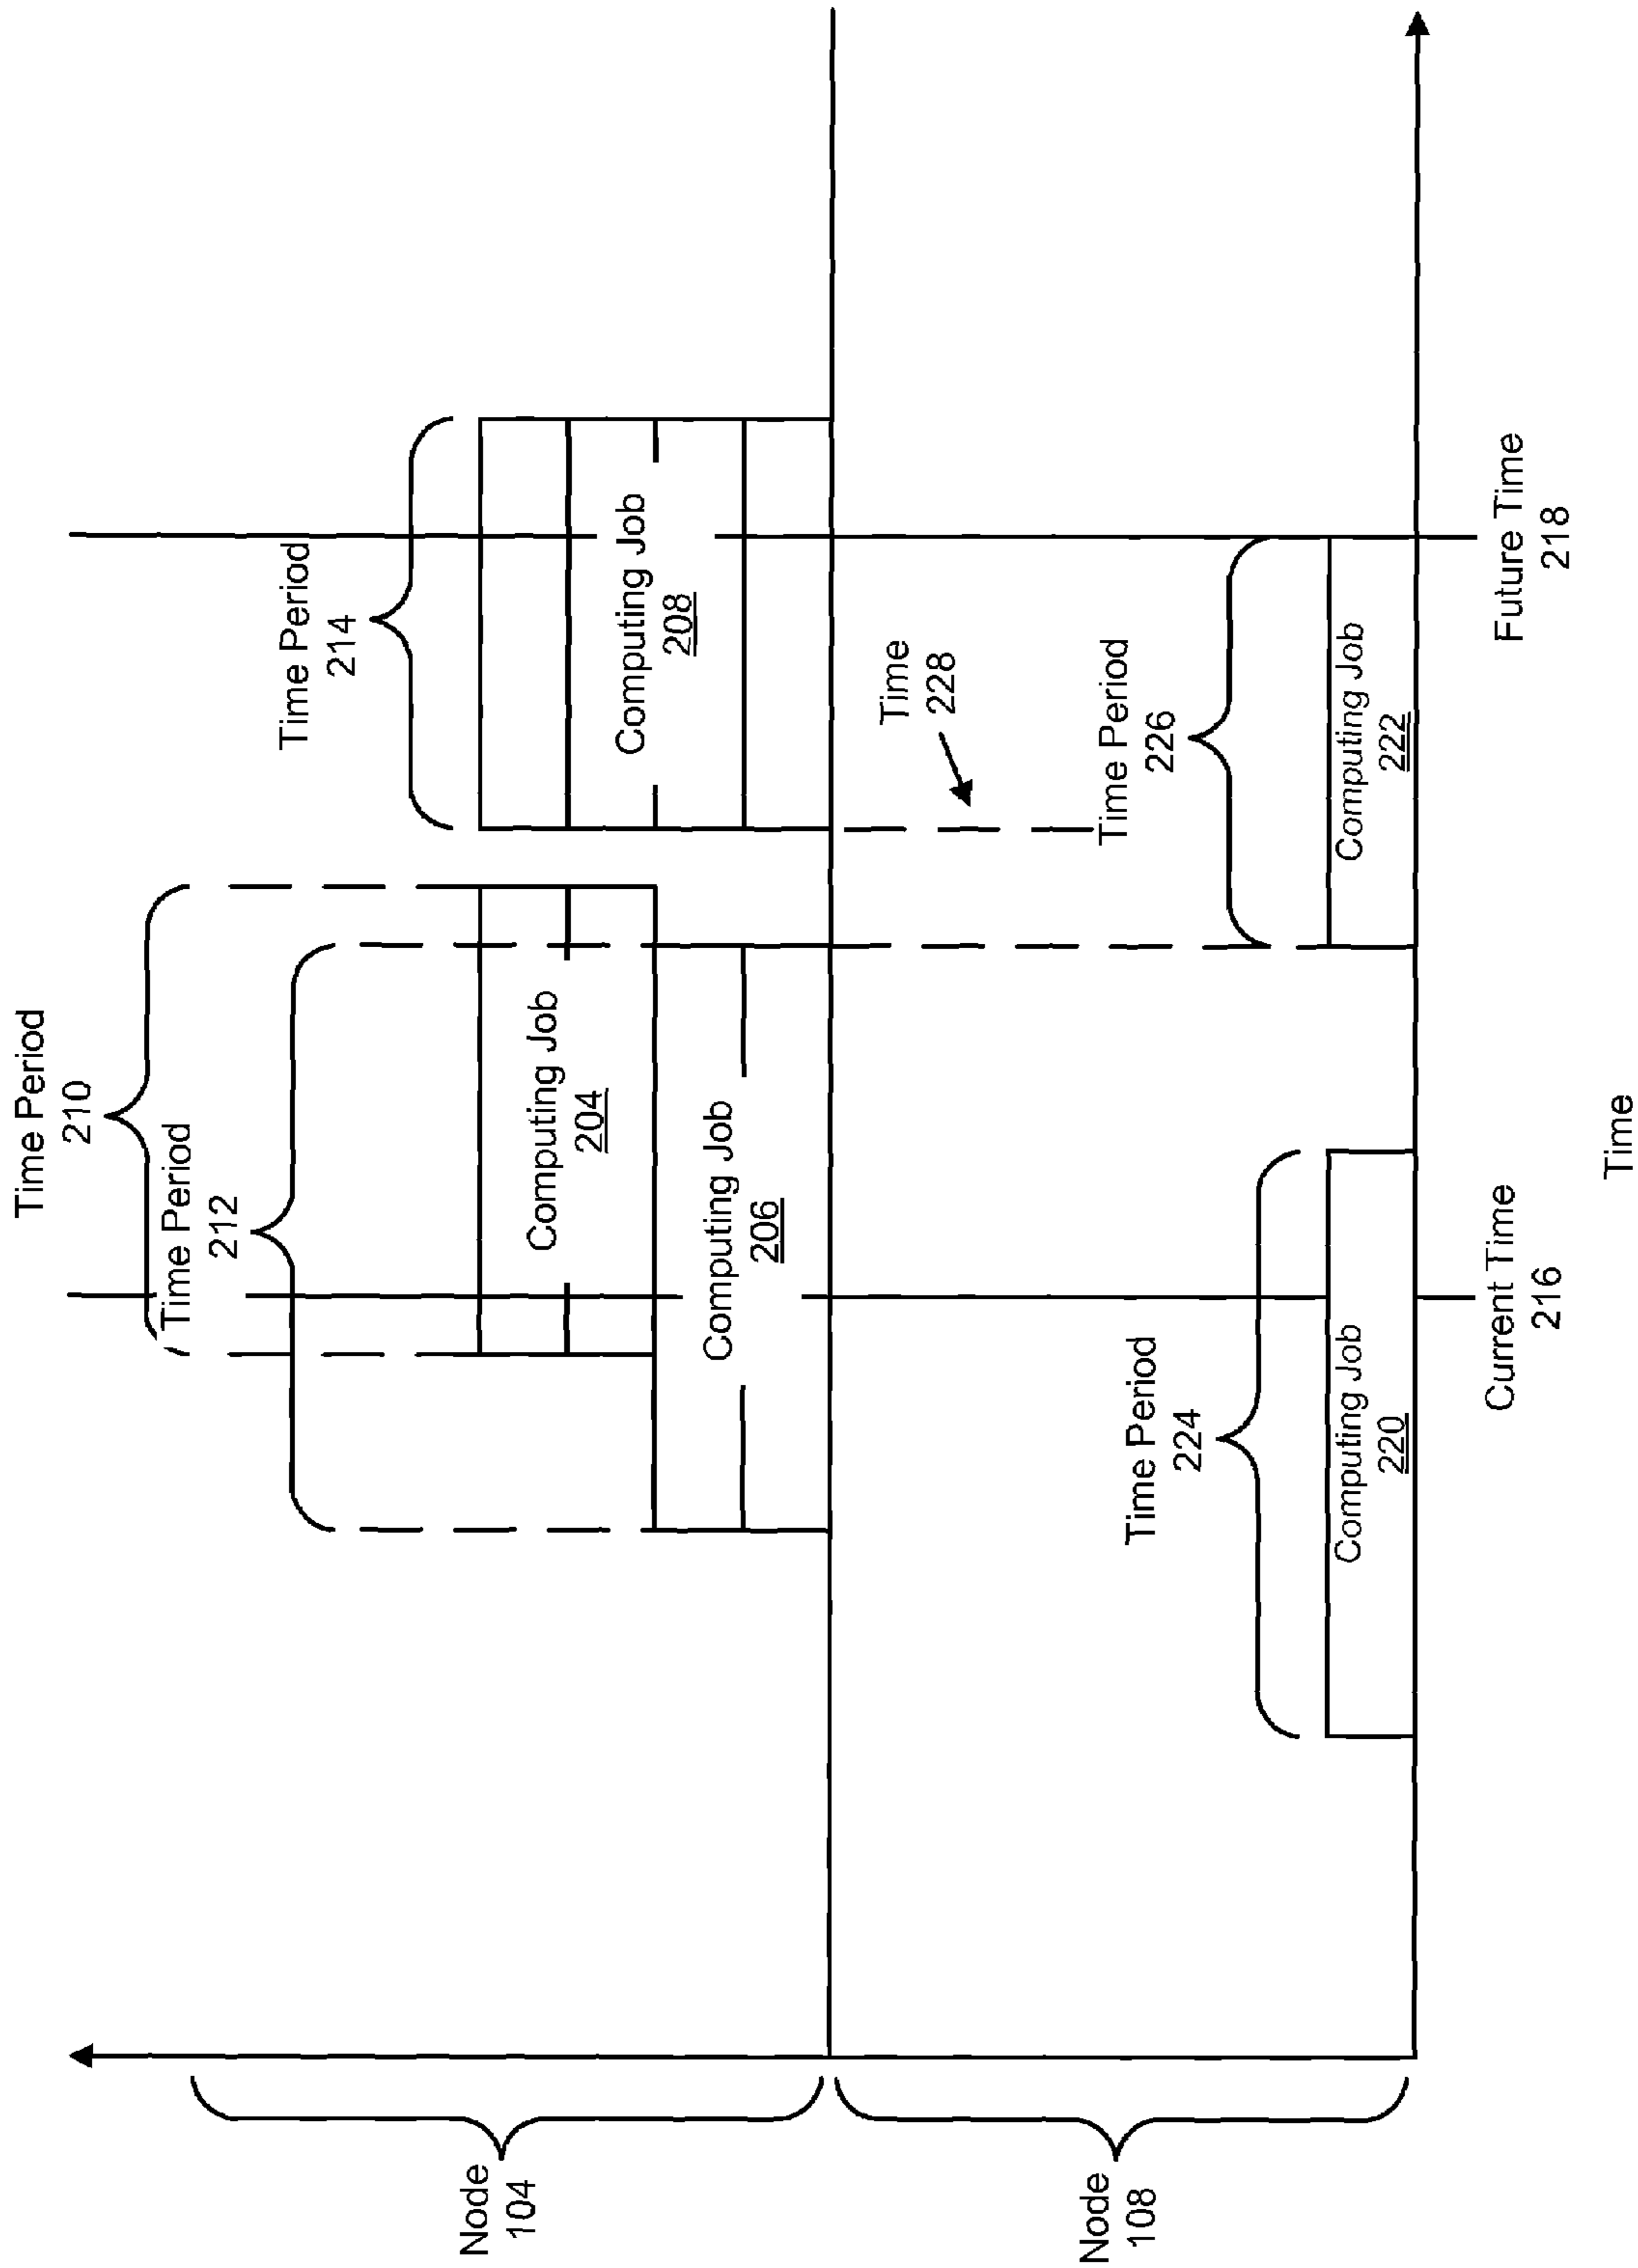 Time Period
210
Time Period
212
Time Period
214
Computing Job
204
Computing Job
206
Computing Job
208
Node
104
Time
228
Time Period
224
Time Period
226
Computing Job
220
Computing Job
222
Node
108
Current Time
216
Future Time
218
Time